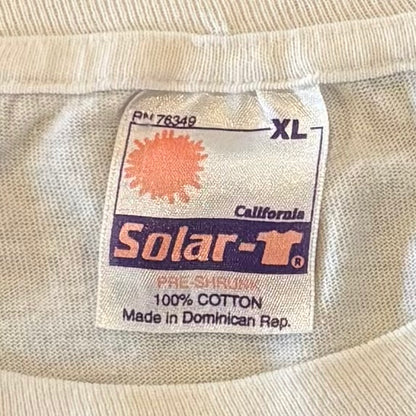 RN 76349
XL
California
Solar-T®
PRE-SHRUNK
100% COTTON
Made in Dominican Rep.